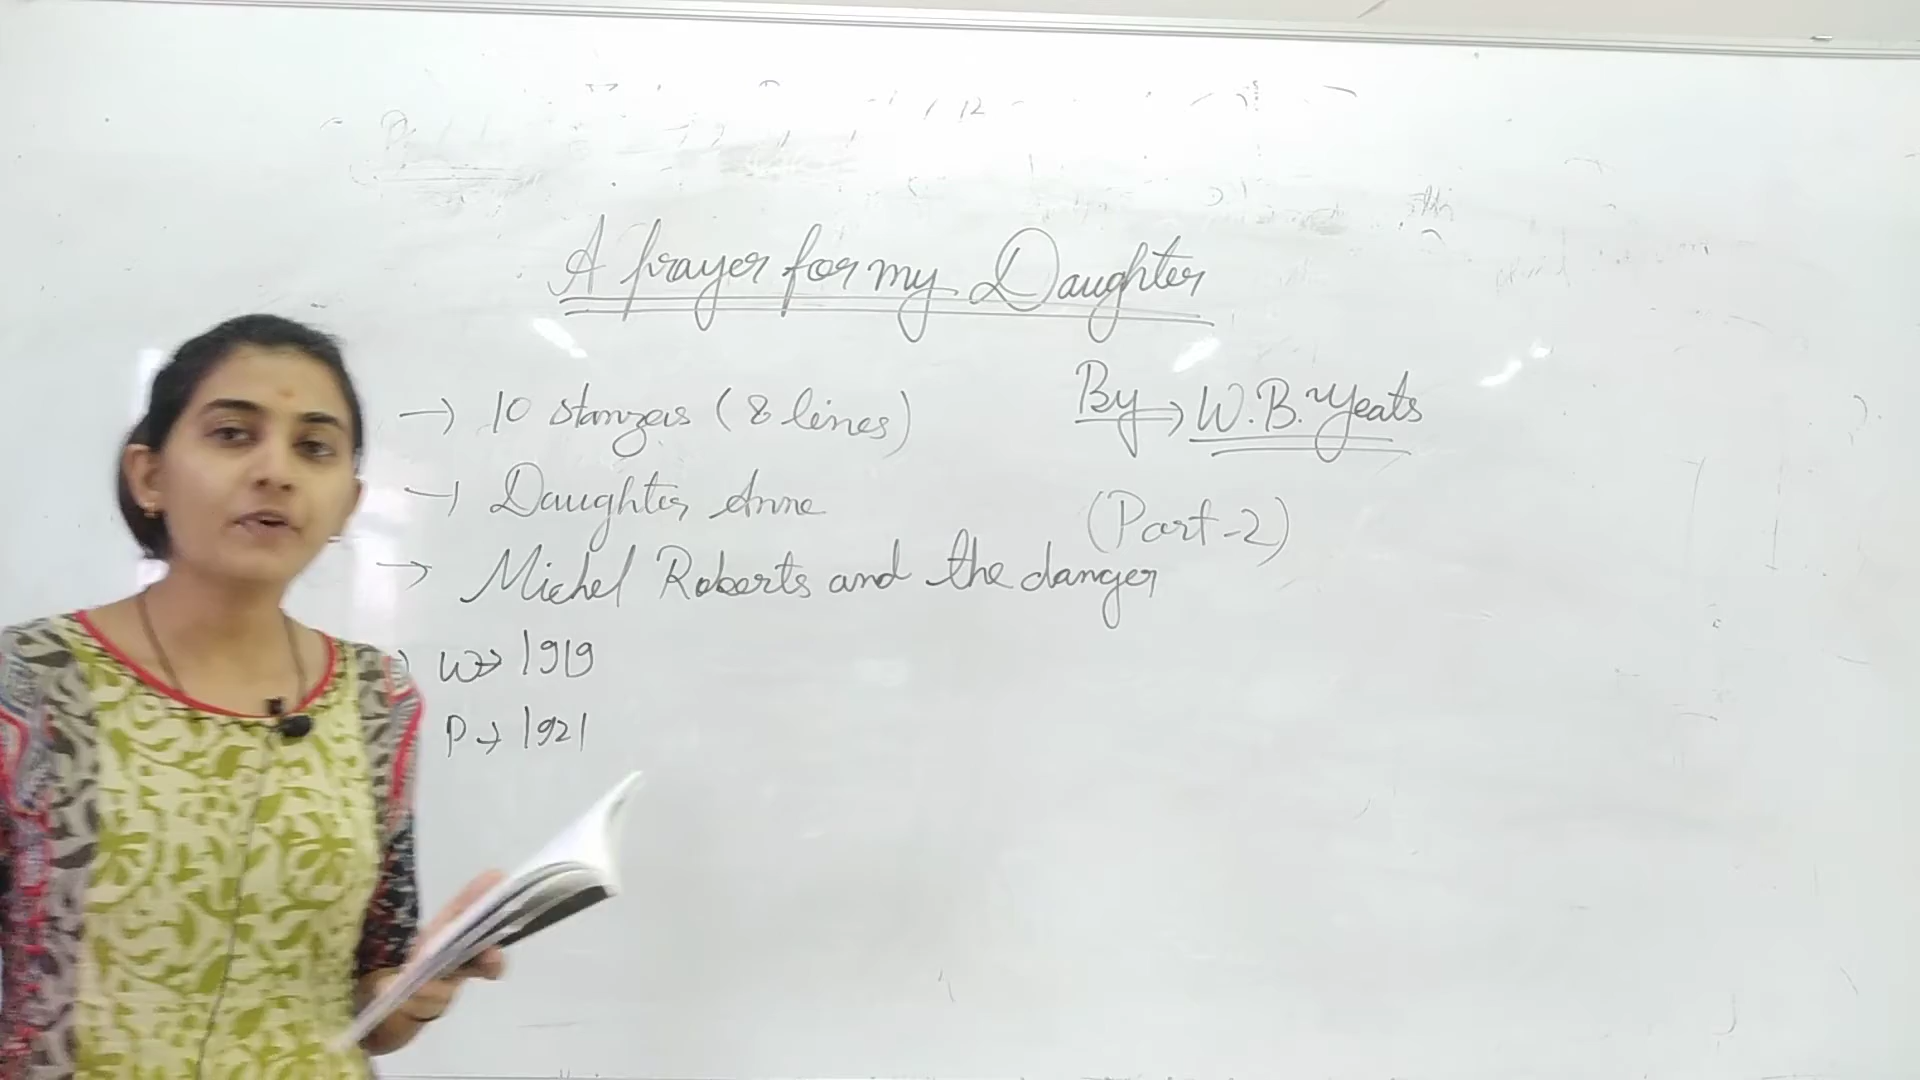 A prayer for my Daughter
By → W.B. Yeats
(Part-2)
→ 10 stanzas (8 lines)
→ Daughter Anne
→ Michel Roberts and the danger
W → 1919
P → 1921